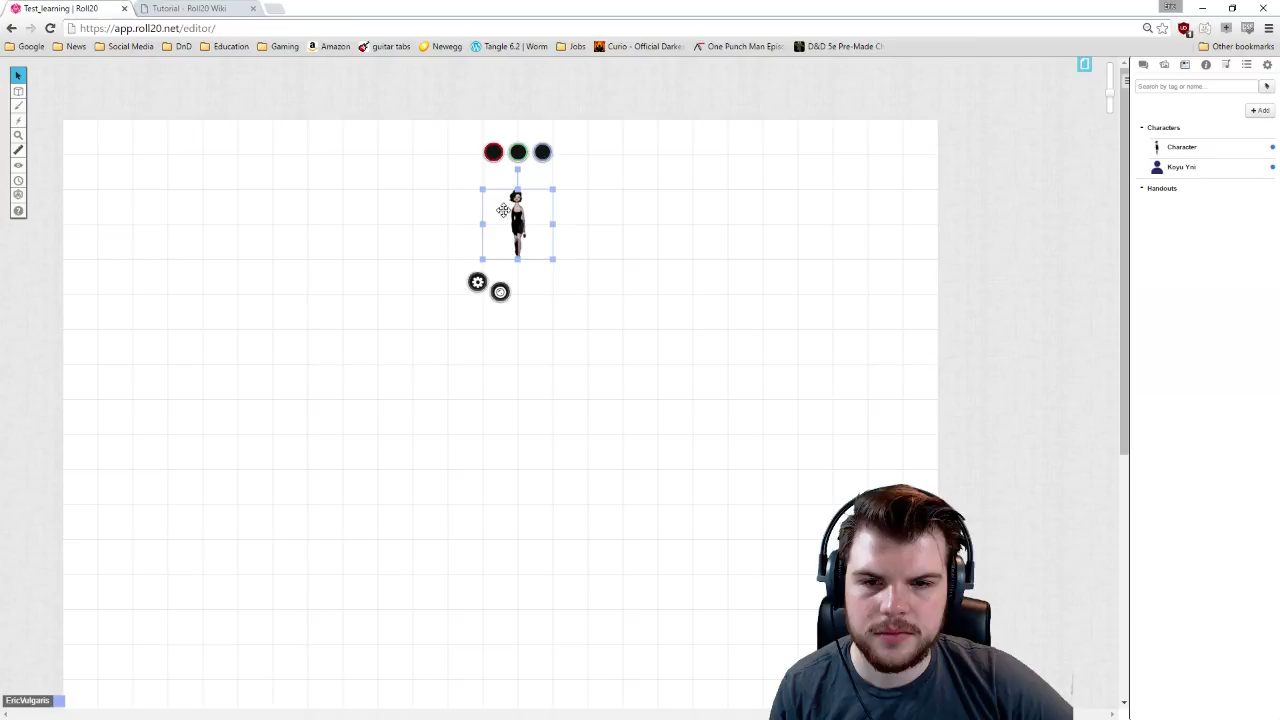 Test_learning | Roll20
Tutorial - Roll20 Wiki
Eric
https://app.roll20.net/editor/
Google
News
Social Media
DnD
Education
Gaming
Amazon
guitar tabs
Newegg
Tangle 6.2 | Worm
Jobs
Curio - Official Darke
One Punch Man Epis
D&D 5e Pre-Made Ch
Other bookmarks
Search by tag or name...
+ Add
Characters
Character
Koyu Yni
Handouts
EricVulgaris